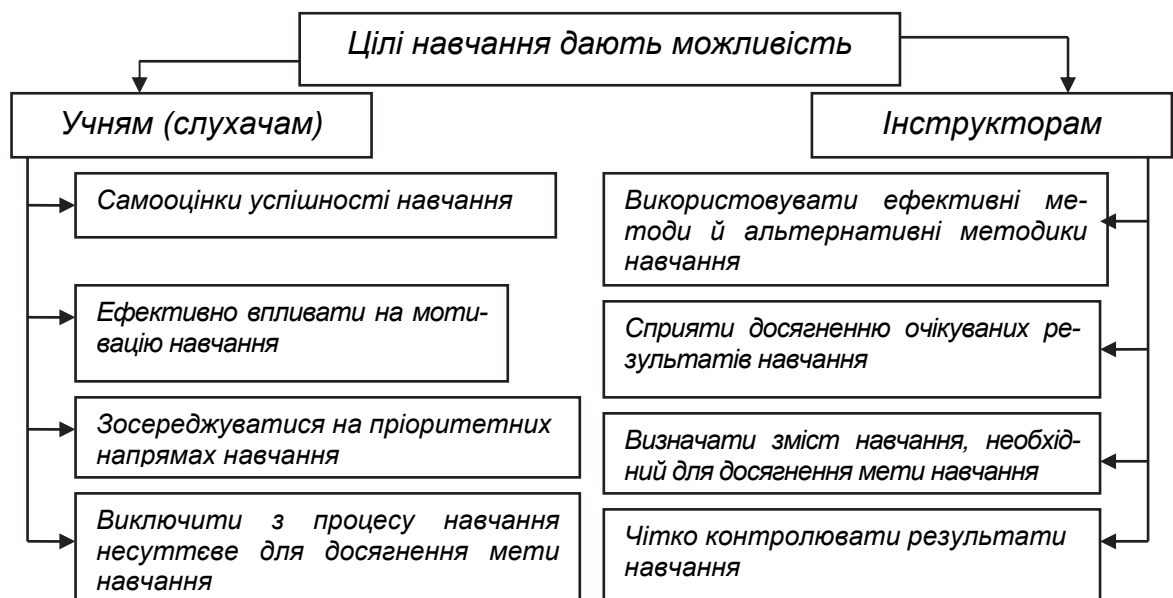 Цілі навчання дають можливість
Учням (слухачам)
Самооцінки успішності навчання
Ефективно впливати на моти-
вацію навчання
Зосереджуватися на пріоритетних
напрямах навчання
Виключити з процесу навчання
несуттєве для досягнення мети
навчання
Інструкторам
Використовувати ефективні ме-
тоди й альтернативні методики
навчання
Сприяти досягненню очікуваних ре-
зультатів навчання
Визначати зміст навчання, необхід-
ний для досягнення мети навчання
Чітко контролювати результати
навчання